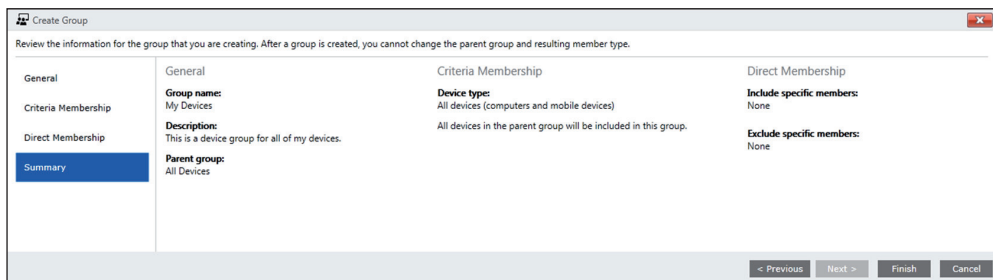 Create Group
Review the information for the group that you are creating. After a group is created, you cannot change the parent group and resulting member type.
General
Criteria Membership
Direct Membership
Summary
General
Group name:
My Devices
Description:
This is a device group for all of my devices.
Parent group:
All Devices
Criteria Membership
Device type:
All devices (computers and mobile devices)
All devices in the parent group will be included in this group.
Direct Membership
Include specific members:
None
Exclude specific members:
None
< Previous
Next >
Finish
Cancel